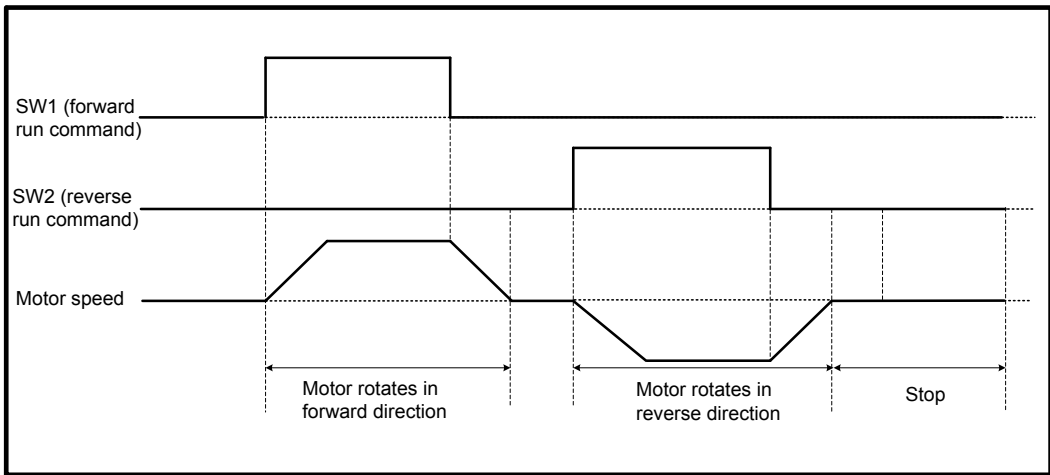 SW1 (forward
run command)
SW2 (reverse
run command)
Motor speed
Motor rotates in
forward direction
Motor rotates in
reverse direction
Stop